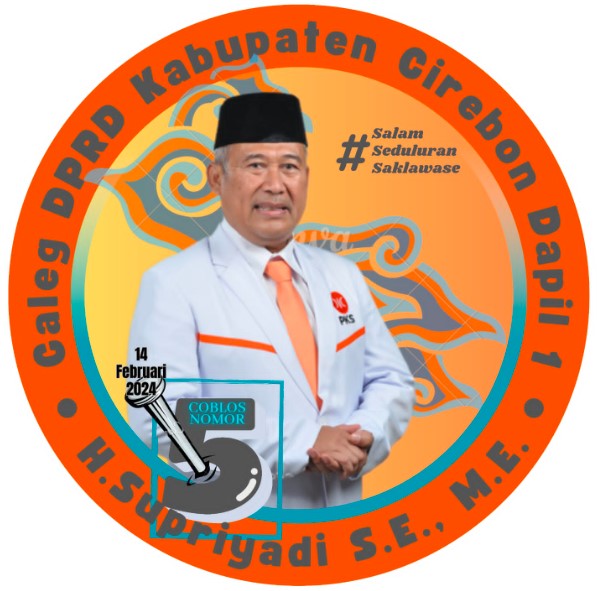 Caleg DPRD Kabupaten Cirebon Dapil 1
#Salam
Seduluran
Saklawase
PKS
14
Februari
2024
COBLOS
NOMOR
5
H.Supriyadi S.E., M.E.